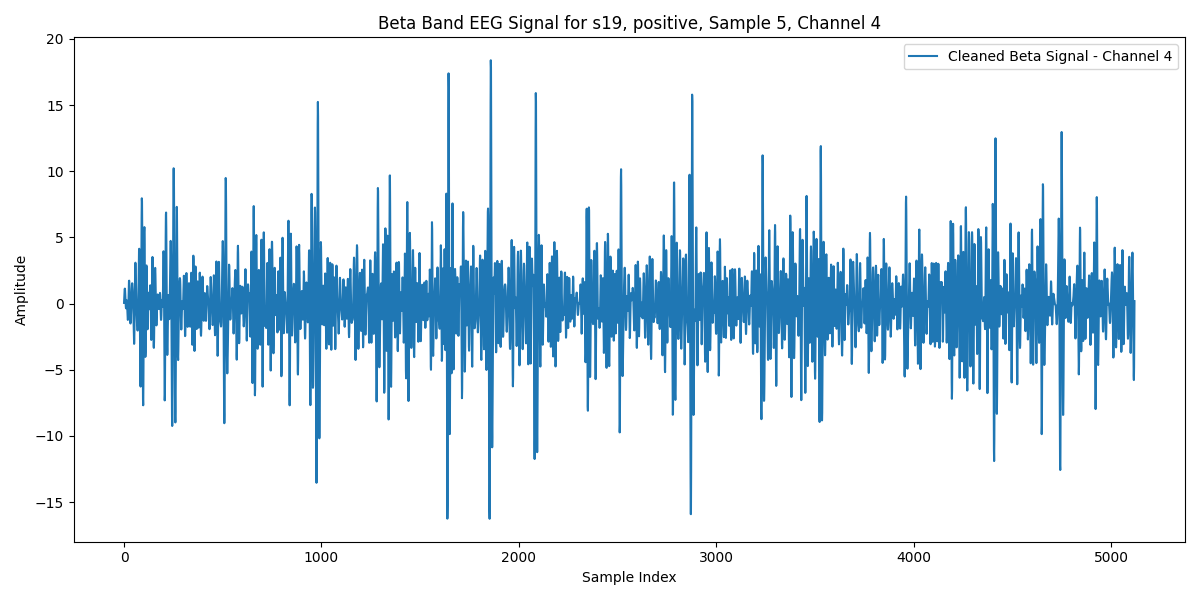 Beta Band EEG Signal for s19, positive, Sample 5, Channel 4
Cleaned Beta Signal - Channel 4
20
15
10
5
0
−5
−10
−15
Amplitude
0 1000 2000 3000 4000 5000
Sample Index